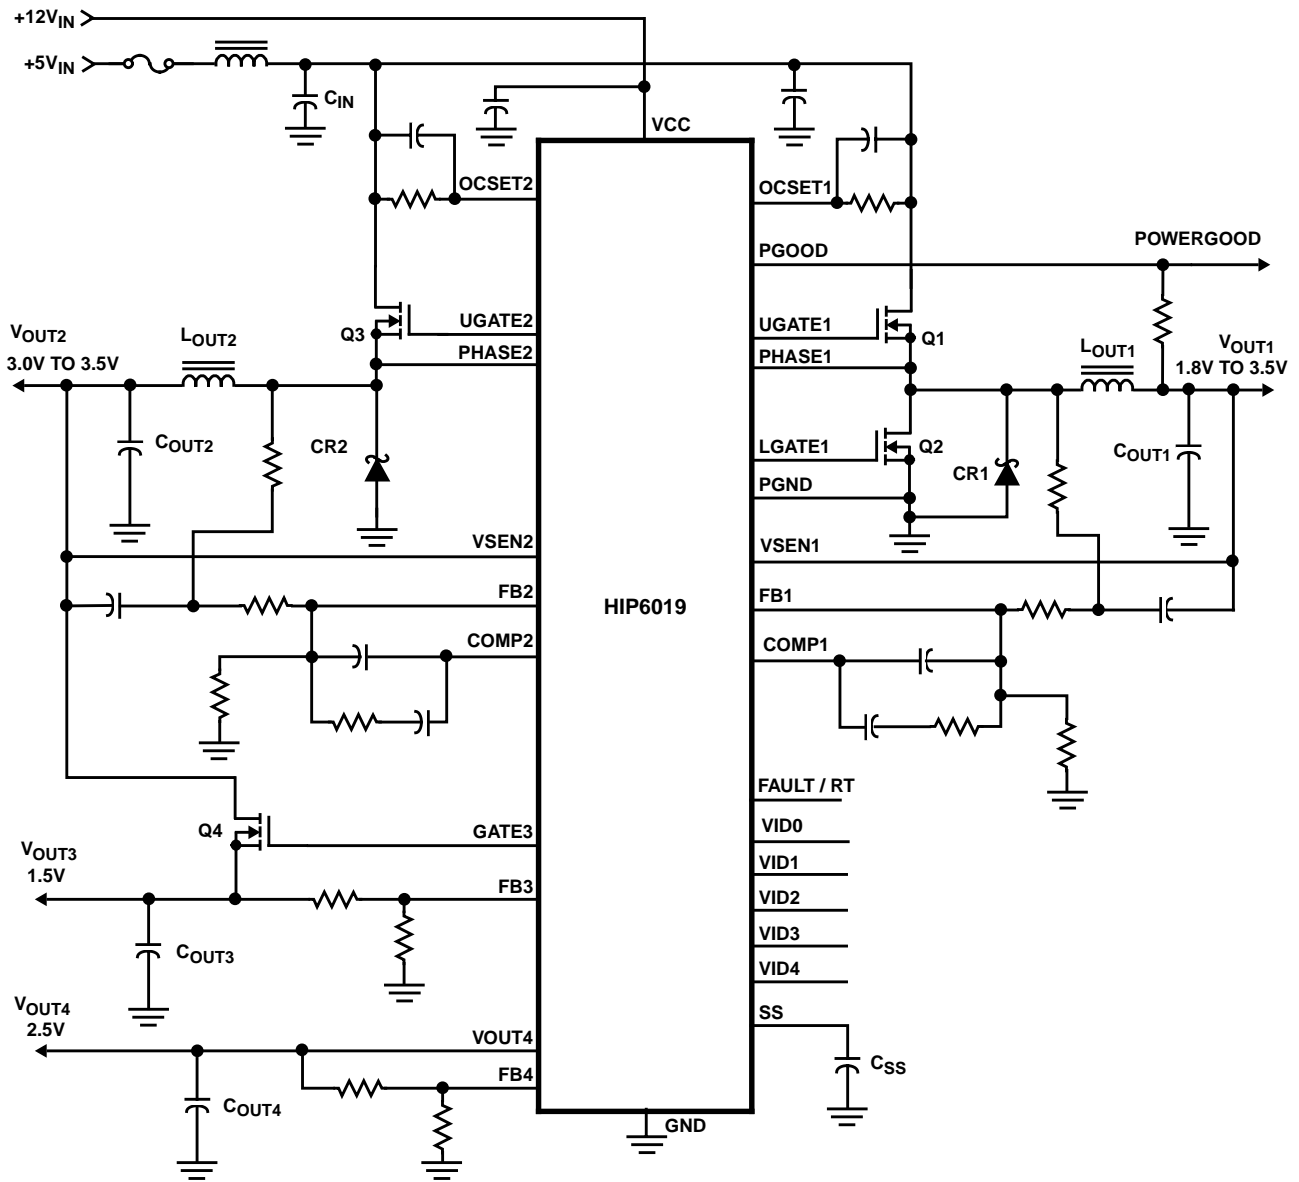 +12VIN
+5VIN
CIN
VCC
OCSET2
OCSET1
PGOOD
POWERGOOD
UGATE2
Q3
PHASE2
VOUT2
3.0V TO 3.5V
LOUT2
UGATE1
Q1
PHASE1
LOUT1
VOUT1
1.8V TO 3.5V
COUT2
CR2
LGATE1
Q2
PGND
CR1
COUT1
VSEN2
VSEN1
FB2
HIP6019
FB1
COMP2
COMP1
FAULT / RT
VID0
VID1
VID2
VID3
VID4
SS
CSS
Q4
GATE3
VOUT3
1.5V
FB3
COUT3
VOUT4
2.5V
VOUT4
FB4
COUT4
GND